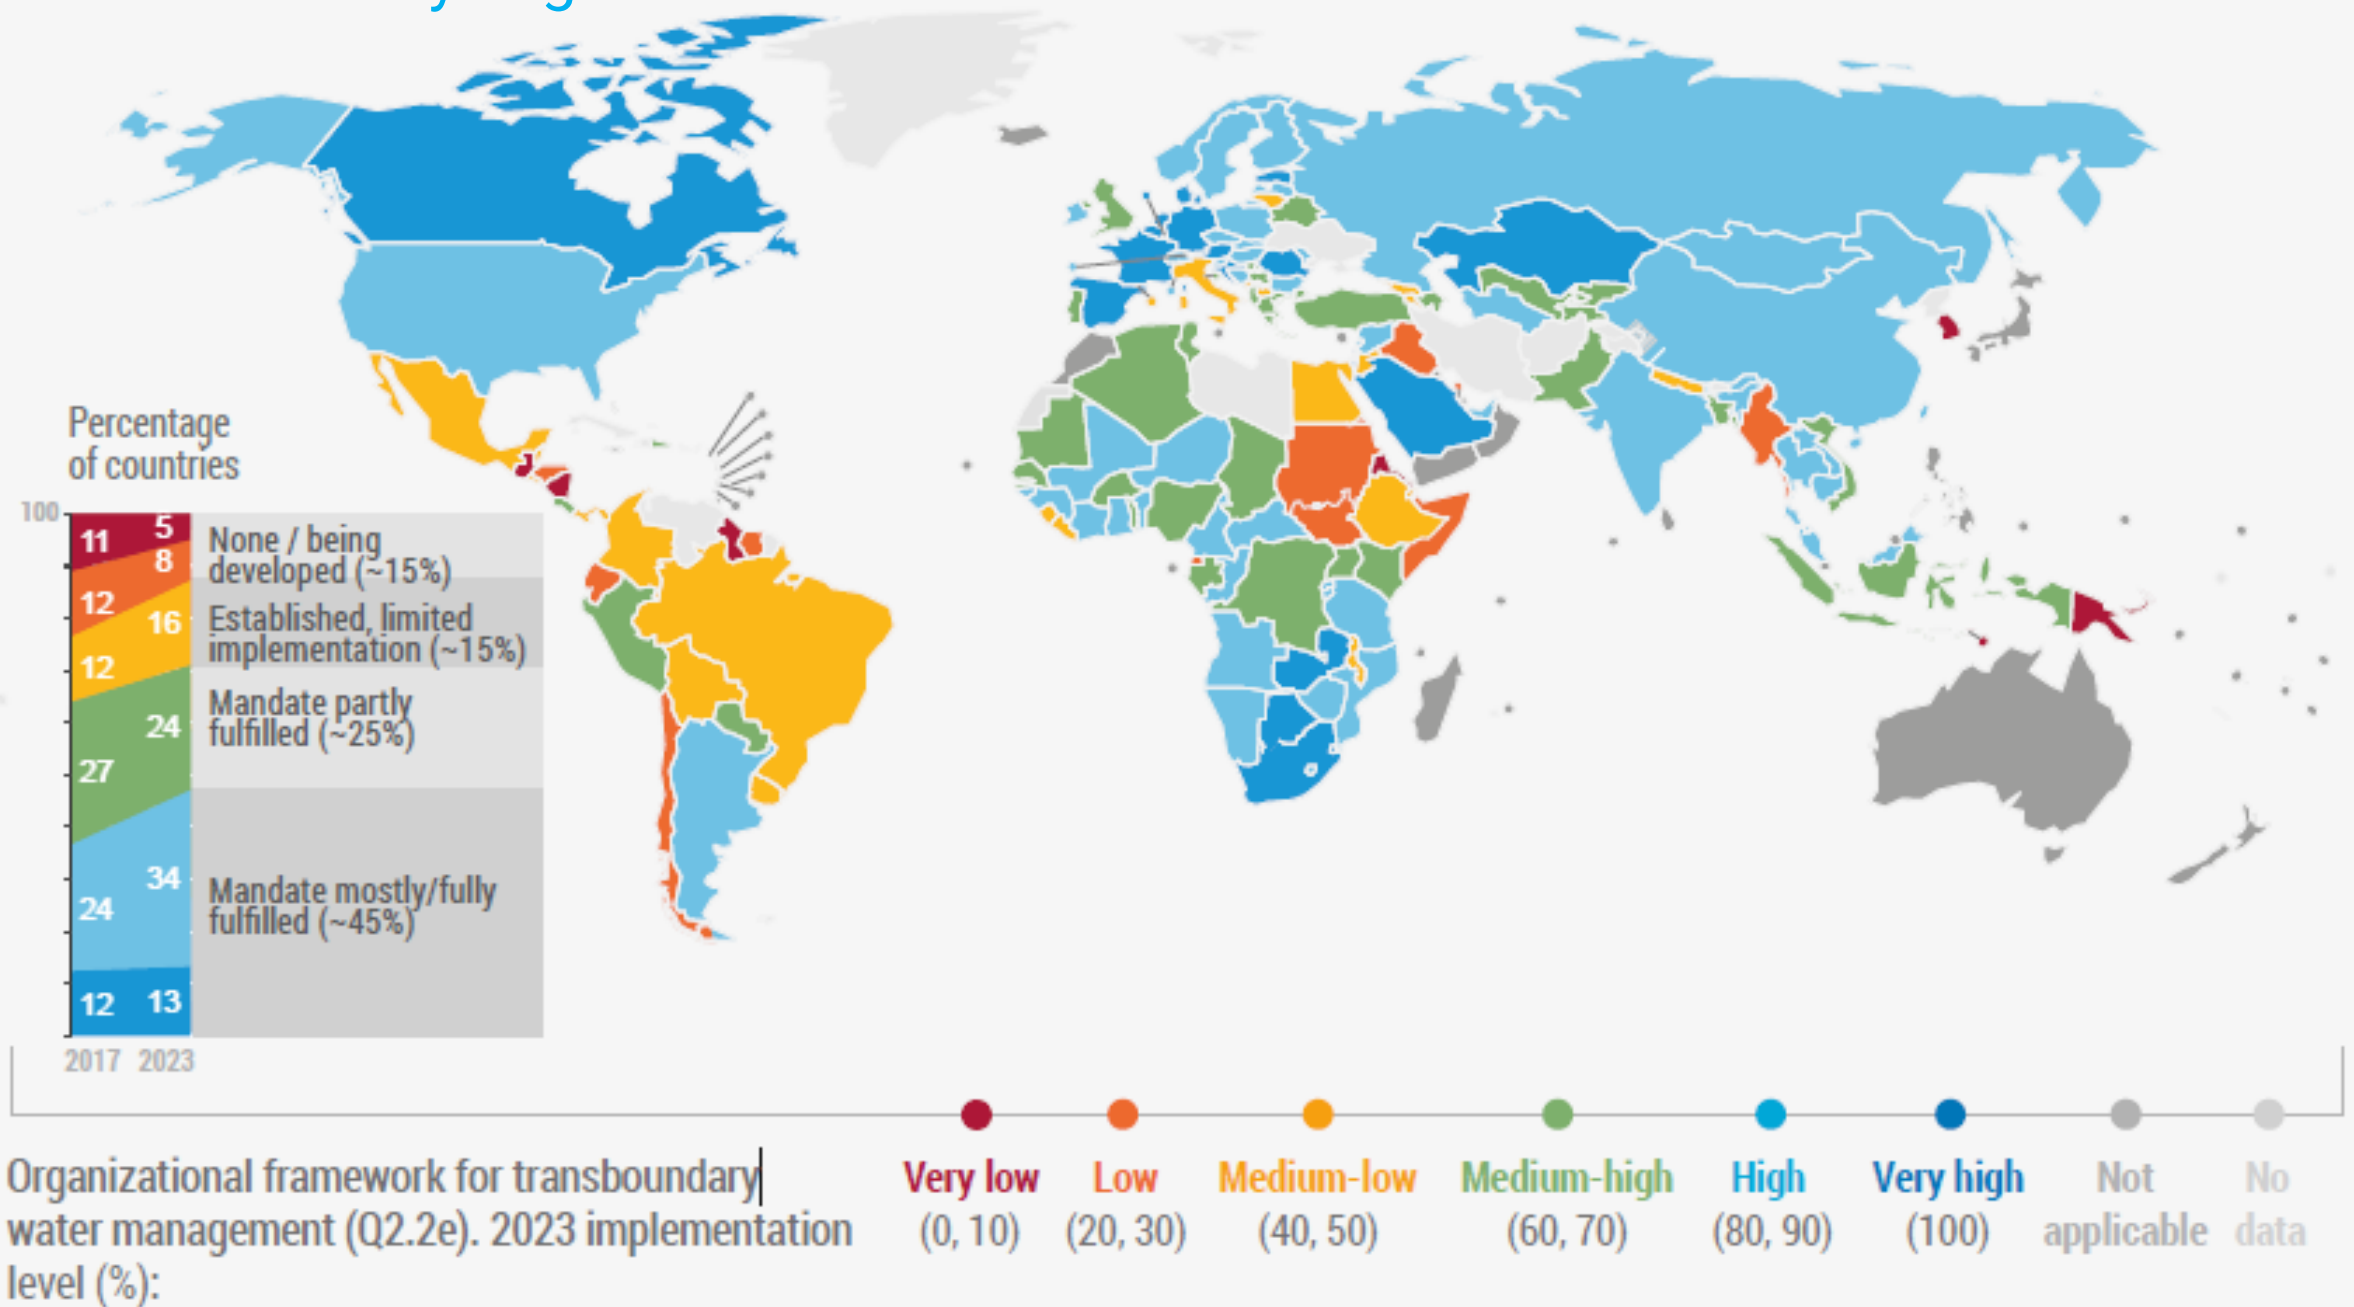 Percentage
of countries
100
11
5
8
12
16
12
24
27
34
24
12
13
None / being
developed (~15%)
Established, limited
implementation (~15%)
Mandate partly
fulfilled (~25%)
Mandate mostly/fully
fulfilled (~45%)
2017 2023
Organizational framework for transboundary
water management (Q2.2e). 2023 implementation
level (%):
Very low
(0, 10)
Low
(20, 30)
Medium-low
(40, 50)
Medium-high
(60, 70)
High
(80, 90)
Very high
(100)
Not
applicable
No
data